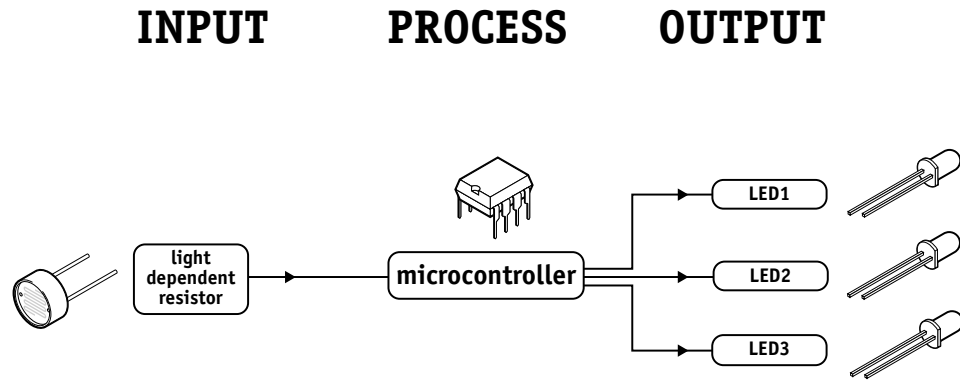 INPUT PROCESS OUTPUT
LED1
light
dependent
resistor
microcontroller
LED2
LED3